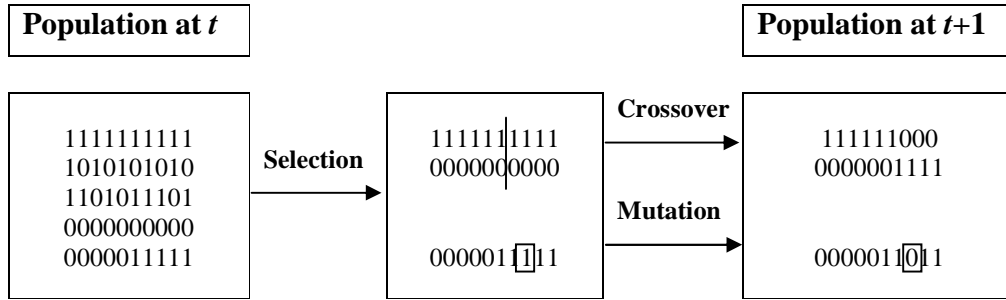 Population at t
Population at t+1
1111111111
1010101010
1101011101
0000000000
0000011111
Selection
1111111111
0000000000
0000011111
Crossover
Mutation
111111000
0000001111
0000011011